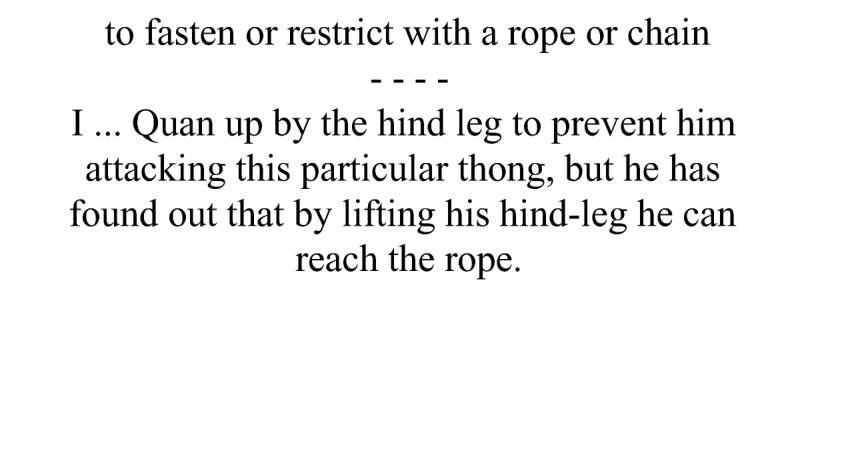 to fasten or restrict with a rope or chain
- - - -
I ... Quan up by the hind leg to prevent him
attacking this particular thong, but he has
found out that by lifting his hind-leg he can
reach the rope.